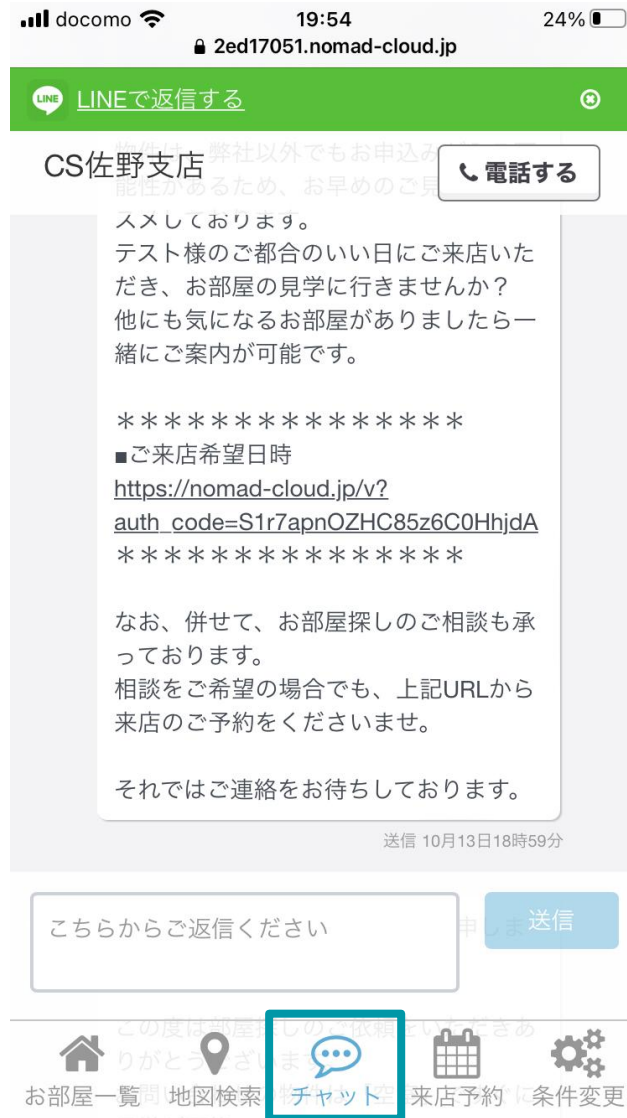 docomo 19:54 24%
2ed17051.nomad-cloud.jp
LINE LINEで返信する
CS佐野支店
電話する
スメしております。
テスト様のご都合のいい日にご来店いた
だき、お部屋の見学に行きませんか？
他にも気になるお部屋がありましたら一
緒にご案内が可能です。
＊＊＊＊＊＊＊＊＊＊＊＊＊＊＊
■ご来店希望日時
https://nomad-cloud.jp/v?
auth_code=S1r7apnOZHC85z6C0HhjdA
＊＊＊＊＊＊＊＊＊＊＊＊＊＊＊
なお、併せて、お部屋探しのご相談も承
っております。
相談をご希望の場合でも、上記URLから
来店のご予約をくださいませ。
それではご連絡をお待ちしております。
送信 10月13日18時59分
こちらからご返信ください
送信
お部屋一覧 地図検索 チャット 来店予約 条件変更